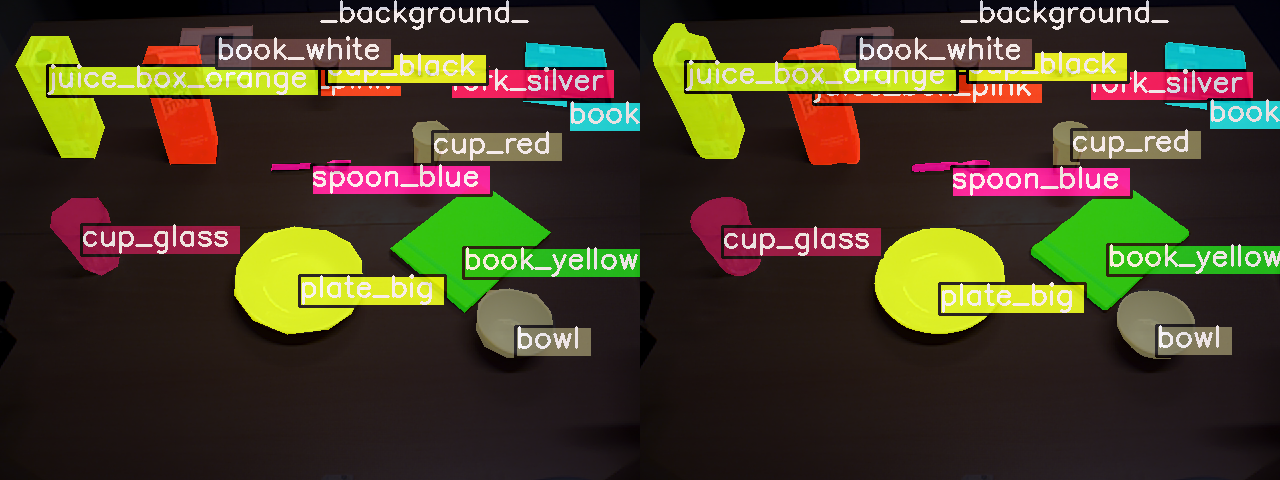 _background_
book_white
cup_black
juice_box_orange
_pink
fork_silver
book
cup_red
spoon_blue
cup_glass
book_yellow
plate_big
bowl
_background_
book_white
cup_black
juice_box_orange
juice_box_pink
fork_silver
book
cup_red
spoon_blue
cup_glass
book_yellow
plate_big
bowl